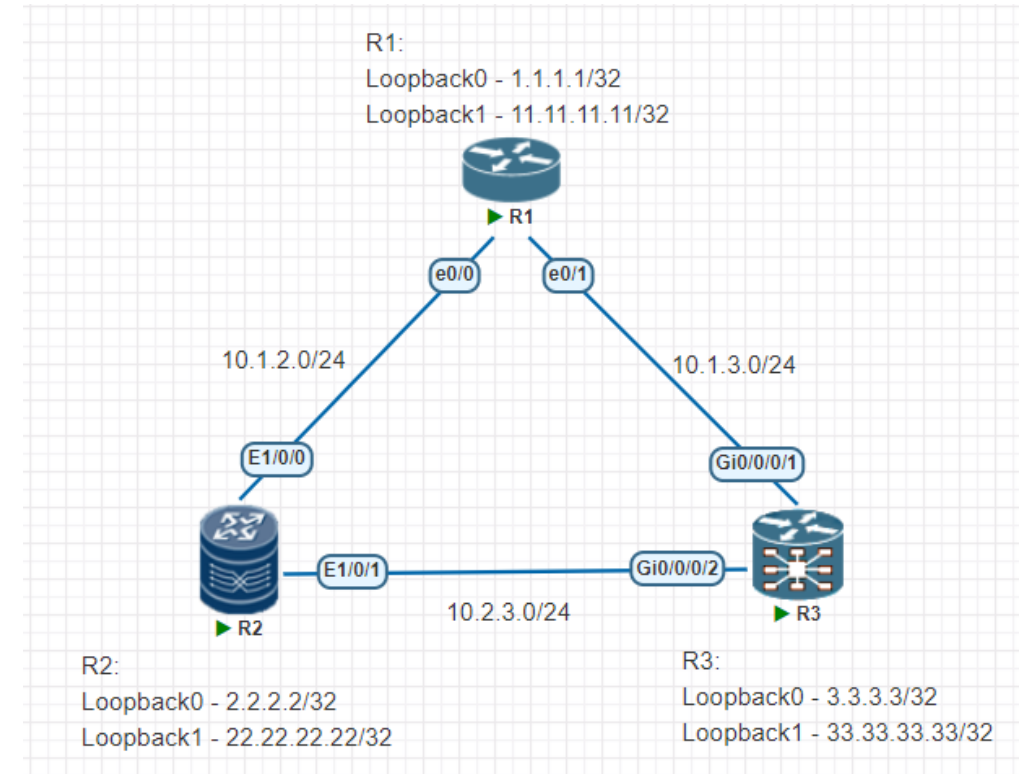 R1:
Loopback0 - 1.1.1.1/32
Loopback1 - 11.11.11.11/32
R1
e0/0
e0/1
10.1.2.0/24
10.1.3.0/24
E1/0/0
Gi0/0/0/1
E1/0/1
Gi0/0/0/2
10.2.3.0/24
R2
R3
R2:
Loopback0 - 2.2.2.2/32
Loopback1 - 22.22.22.22/32
R3:
Loopback0 - 3.3.3.3/32
Loopback1 - 33.33.33.33/32